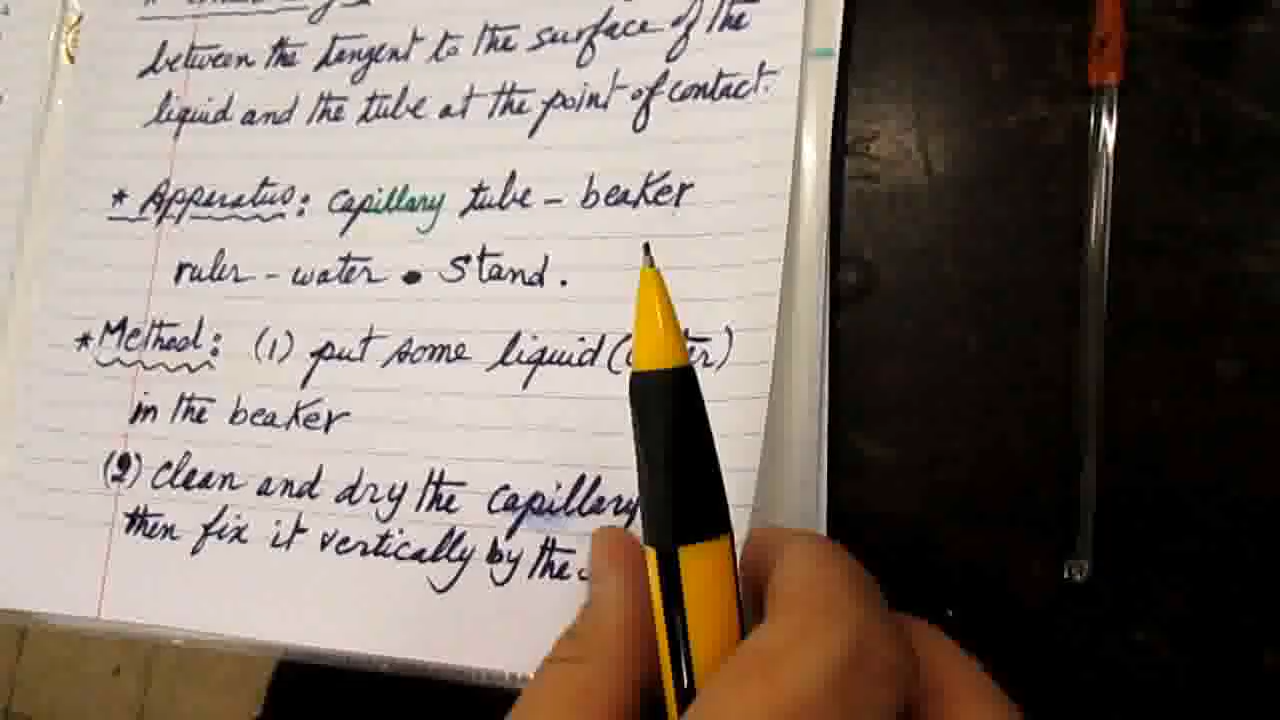 between the tangent to the surface of the
liquid and the tube at the point of contact.
* Apparatus: capillary tube - beaker
ruler - water • stand.
* Method: (1) put some liquid (
in the beaker
(2) clean and dry the capillary
then fix it vertically by the